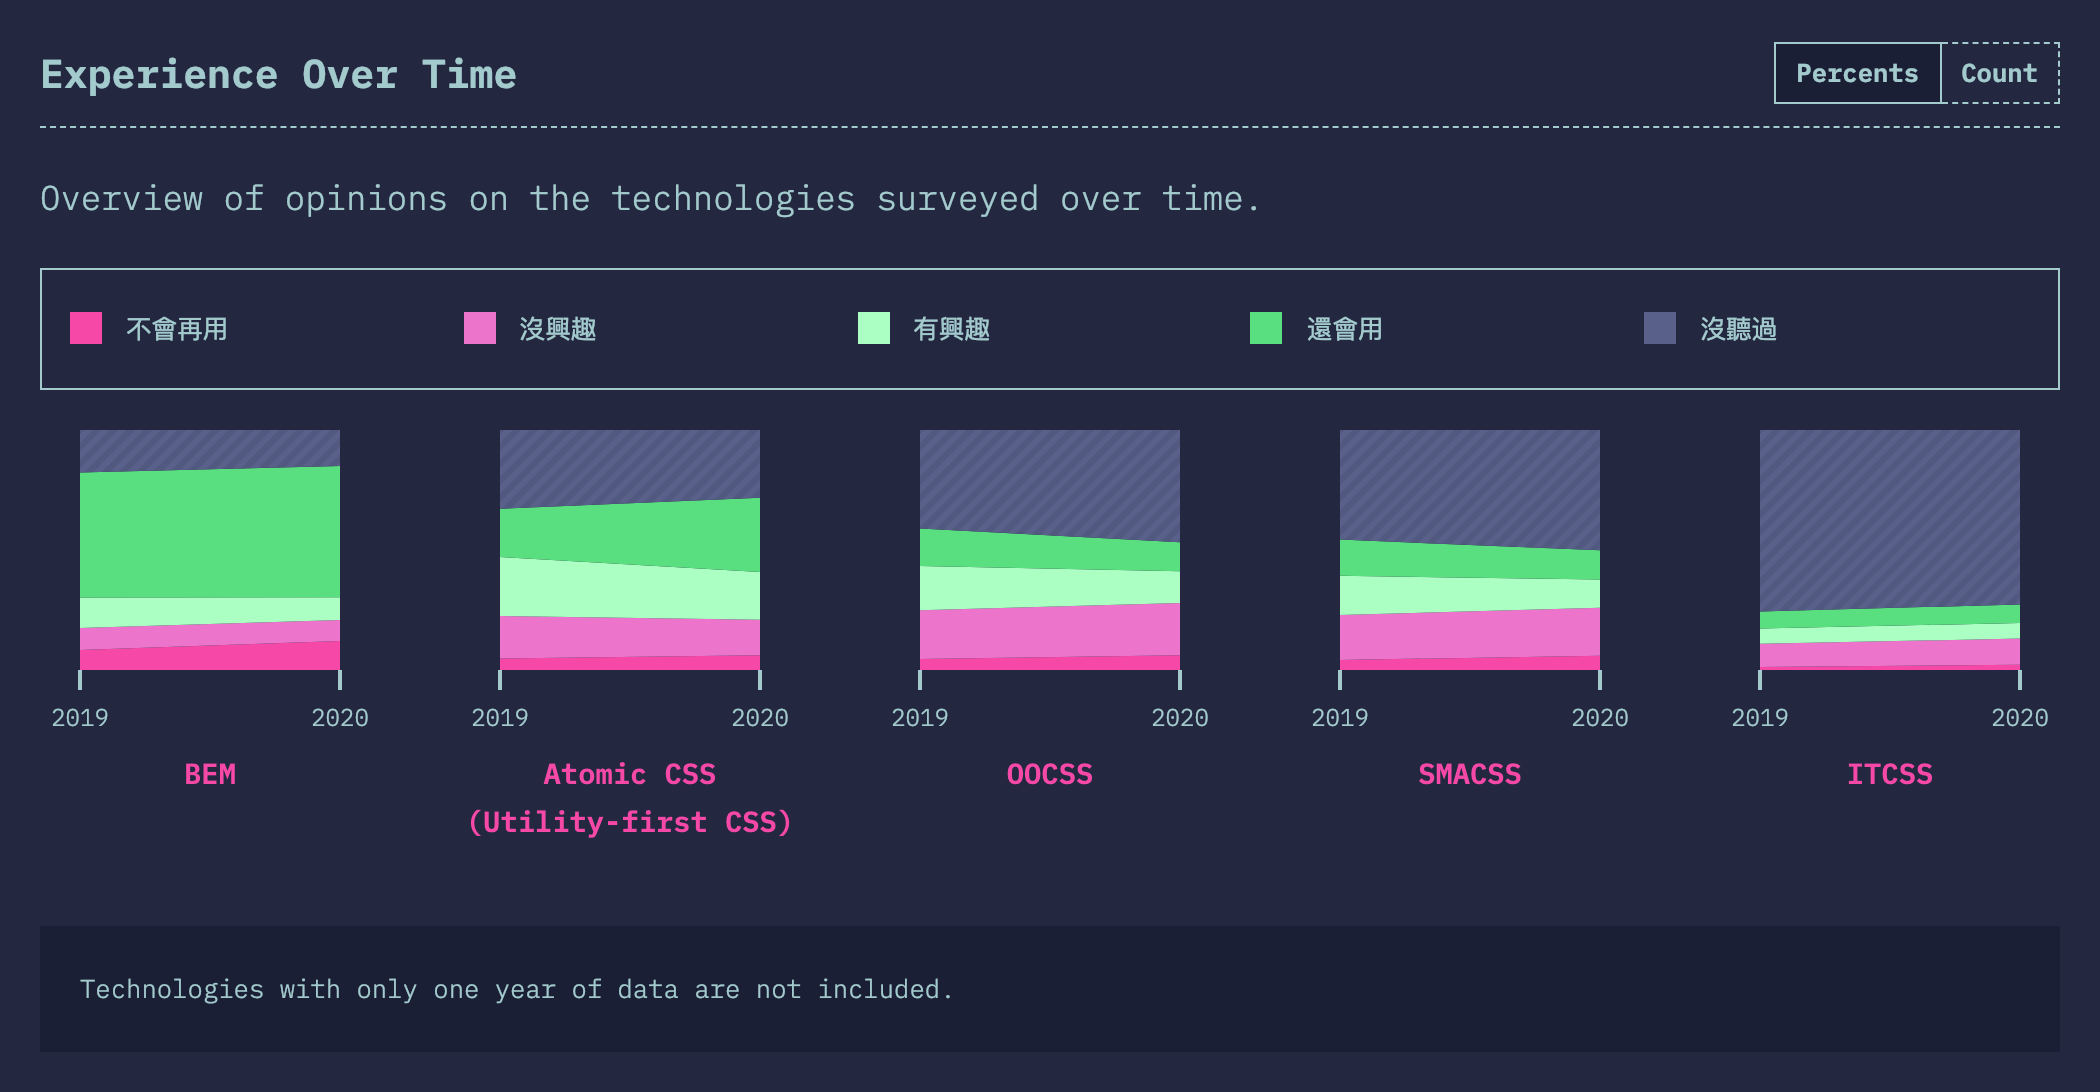 Experience Over Time
Percents
Count
Overview of opinions on the technologies surveyed over time.
不會再用
沒興趣
有興趣
還會用
沒聽過
2019
2020
BEM
2019
2020
Atomic CSS
(Utility-first CSS)
2019
2020
OOCSS
2019
2020
SMACSS
2019
2020
ITCSS
Technologies with only one year of data are not included.